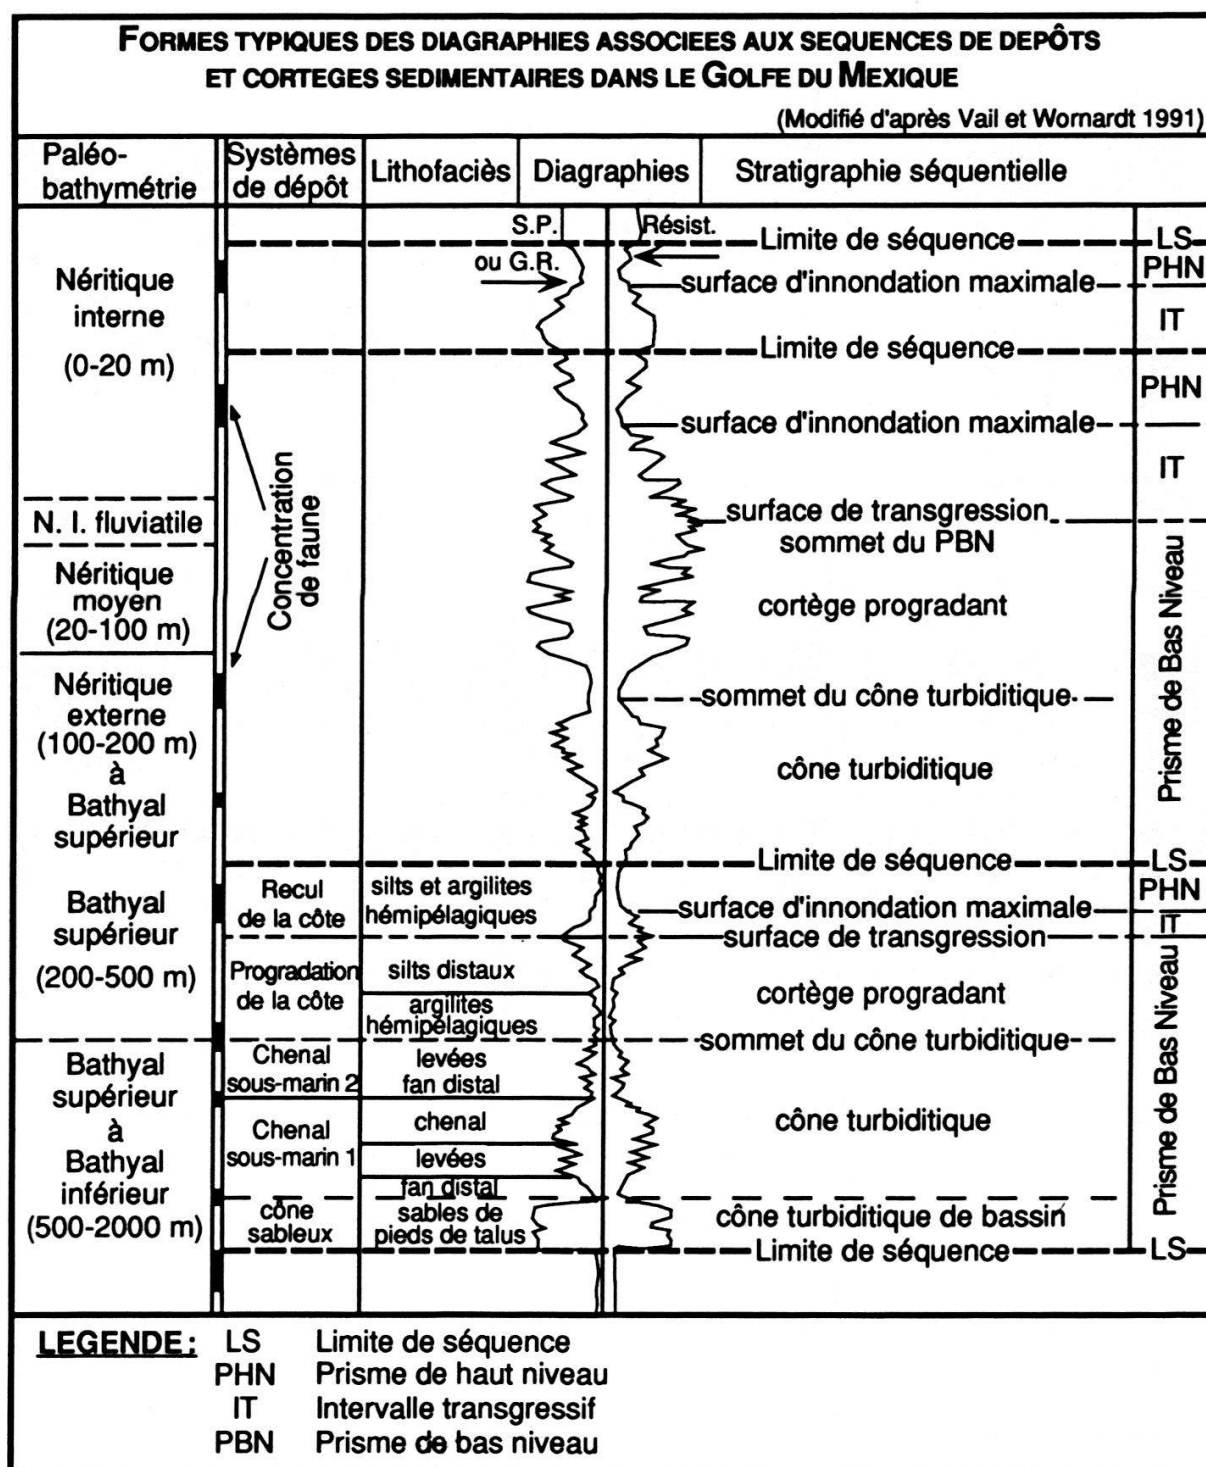 FORMES TYPIQUES DES DIAGRAPHIES ASSOCIEES AUX SEQUENCES DE DEPÔTS
ET CORTEGES SEDIMENTAIRES DANS LE GOLFE DU MEXIQUE
(Modifié d'après Vail et Wornardt 1991)
Paléo-
bathymétrie
Systèmes
de dépôt
Lithofaciès
Diagraphies
Stratigraphie séquentielle
Néritique
interne
(0-20 m)
N. I. fluviatile
Néritique
moyen
(20-100 m)
Néritique
externe
(100-200 m)
à
Bathyal
supérieur
Bathyal
supérieur
(200-500 m)
Bathyal
supérieur
à
Bathyal
inférieur
(500-2000 m)
Concentration
de faune
Recul
de la côte
Progradation
de la côte
Chenal
sous-marin 2
Chenal
sous-marin 1
cône
sableux
silts et argilites
hémipélagiques
silts distaux
argilites
hémipélagiques
levées
fan distal
chenal
levées
fan distal
sables de
pieds de talus
S.P.
ou G.R.
Résist.
Limite de séquence
surface d'innondation maximale
Limite de séquence
surface d'innondation maximale
surface de transgression
sommet du PBN
cortège progradant
sommet du cône turbiditique
cône turbiditique
Limite de séquence
surface d'innondation maximale
surface de transgression
cortège progradant
sommet du cône turbiditique
cône turbiditique
cône turbiditique de bassin
Limite de séquence
LS
PHN
IT
PHN
IT
Prisme de Bas Niveau
LS
PHN
IT
Prisme de Bas Niveau
LS
LEGENDE:
LS Limite de séquence
PHN Prisme de haut niveau
IT Intervalle transgressif
PBN Prisme de bas niveau